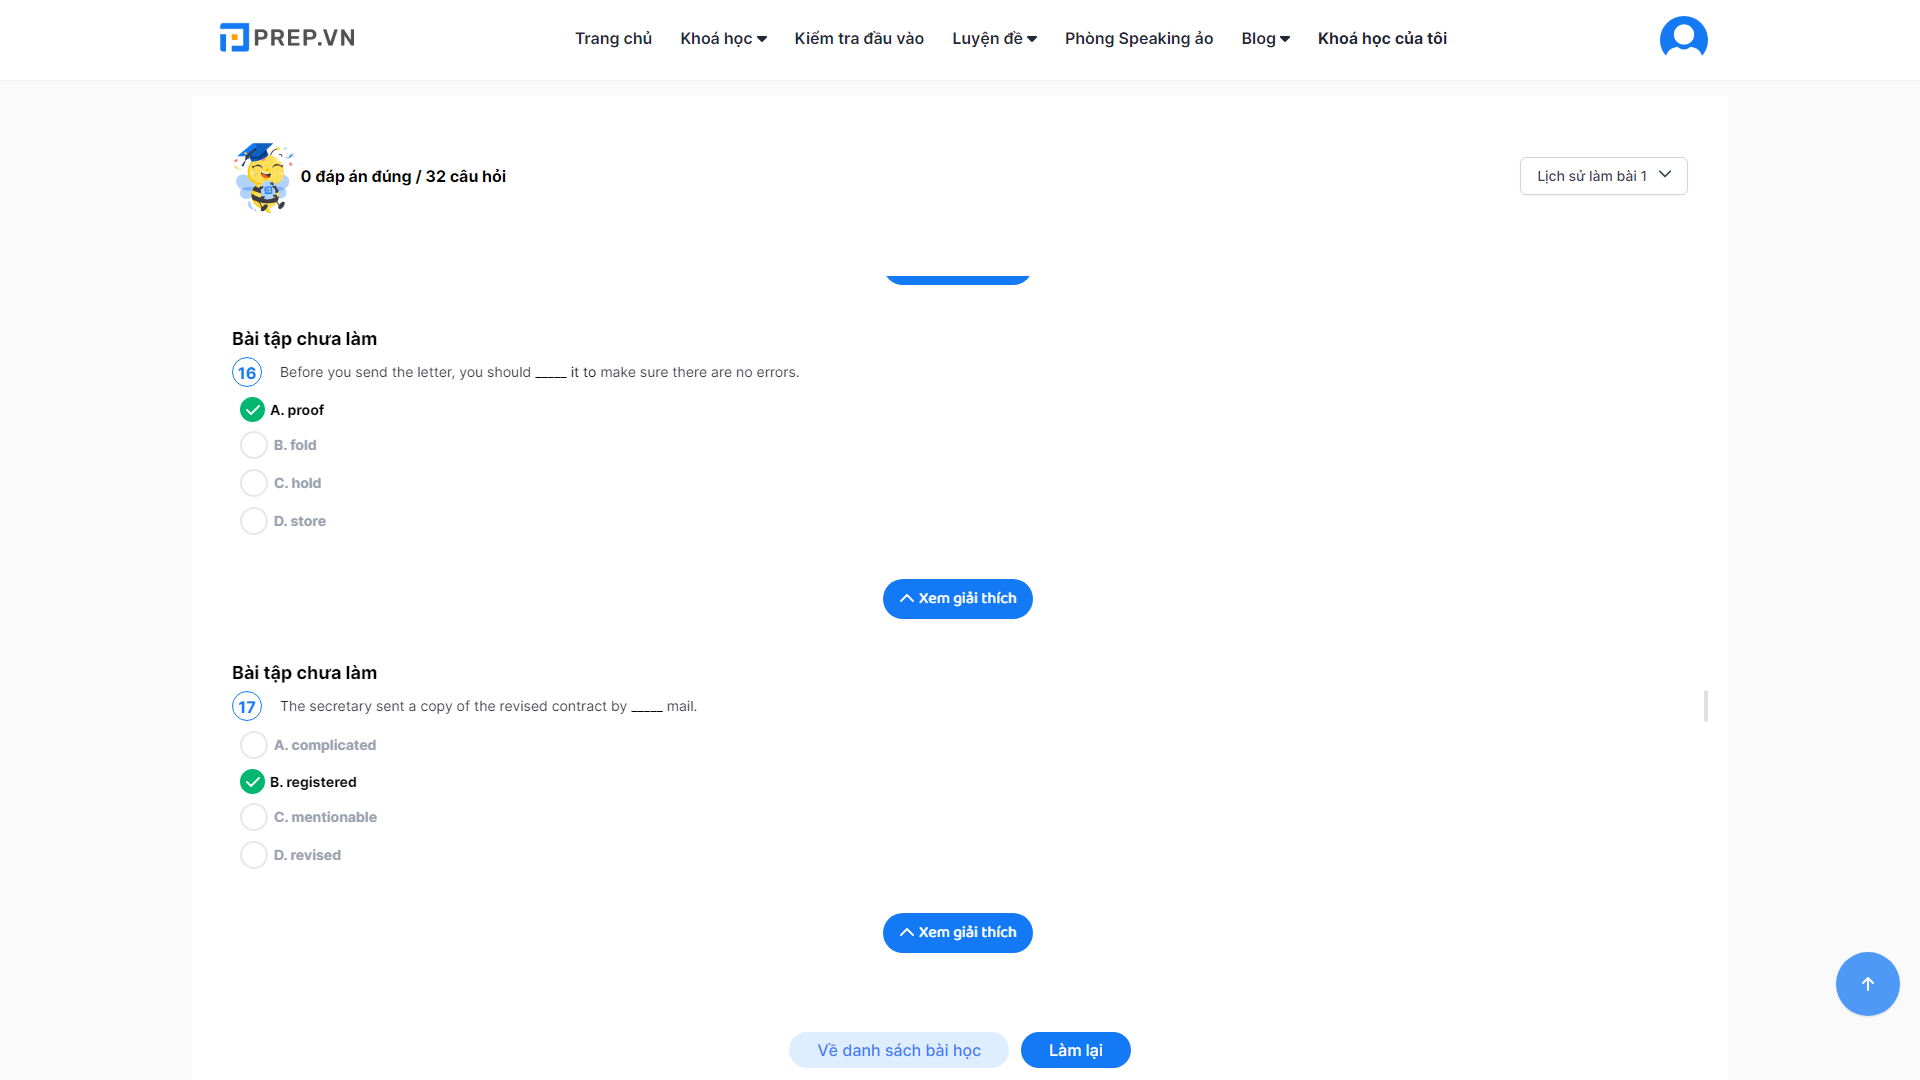 PREP.VN
Trang chủ Khoá học Kiểm tra đầu vào Luyện đề Phòng Speaking ảo Blog Khoá học của tôi
0 đáp án đúng / 32 câu hỏi
Lịch sử làm bài 1
Bài tập chưa làm
16 Before you send the letter, you should _____ it to make sure there are no errors.
A. proof
B. fold
C. hold
D. store
Xem giải thích
Bài tập chưa làm
17 The secretary sent a copy of the revised contract by _____ mail.
A. complicated
B. registered
C. mentionable
D. revised
Xem giải thích
Về danh sách bài học Làm lại